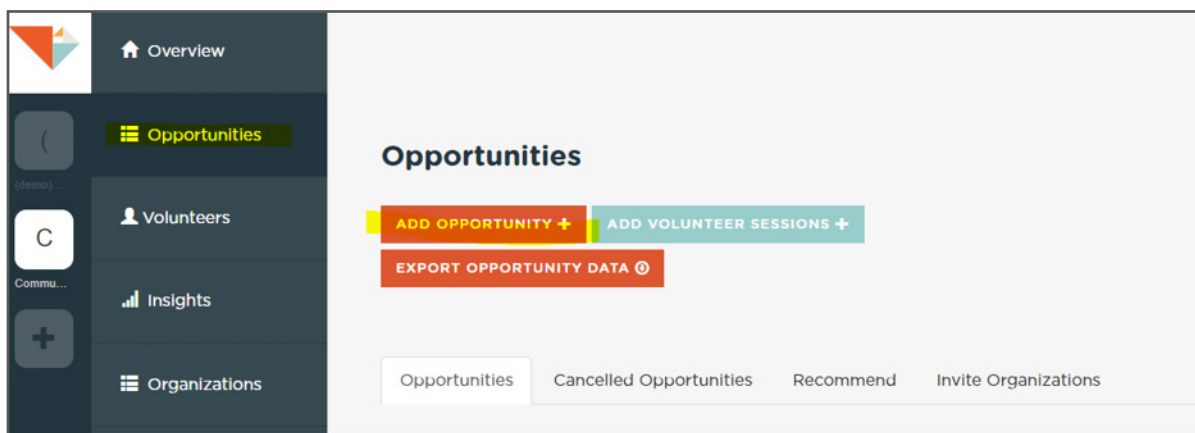 Overview
Opportunities
(
(demo) ...
Volunteers
C
Commu...
Insights
Organizations
Opportunities
ADD OPPORTUNITY +
ADD VOLUNTEER SESSIONS +
EXPORT OPPORTUNITY DATA
Opportunities Cancelled Opportunities Recommend Invite Organizations